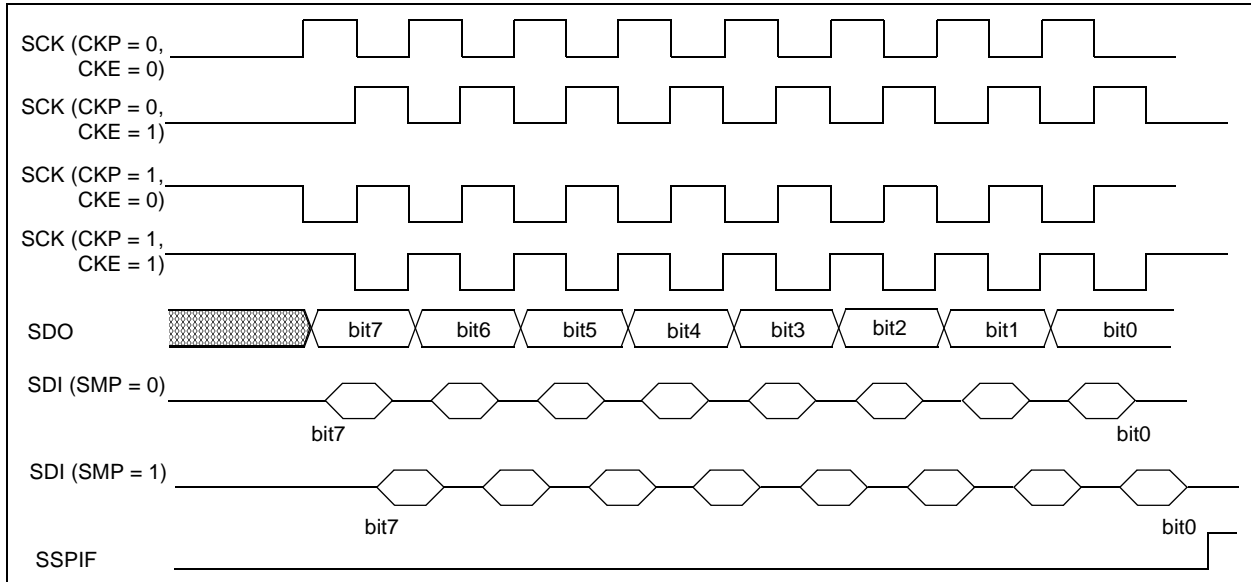 SCK (CKP = 0,
CKE = 0)
SCK (CKP = 0,
CKE = 1)
SCK (CKP = 1,
CKE = 0)
SCK (CKP = 1,
CKE = 1)
SDO bit7 bit6 bit5 bit4 bit3 bit2 bit1 bit0
SDI (SMP = 0)
bit7 bit0
SDI (SMP = 1)
bit7 bit0
SSPIF